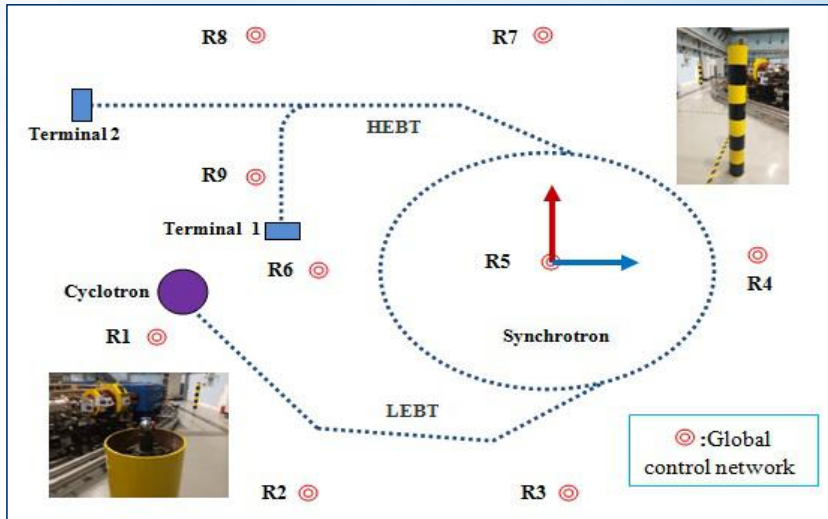 R8
R7
Terminal 2
HEBT
R9
Terminal 1
R6
R5
R4
Cyclotron
R1
Synchrotron
LEBT
:Global
control network
R2
R3